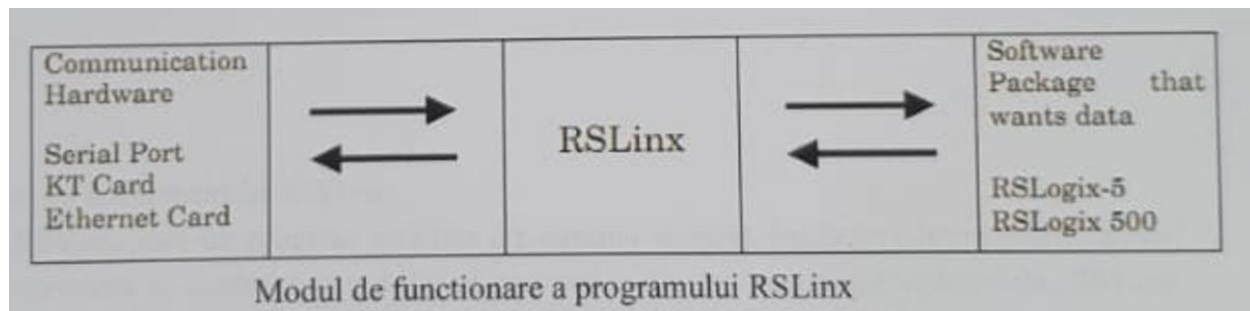 Communication
Hardware
Serial Port
KT Card
Ethernet Card
RSLinx
Software
Package that
wants data
RSLogix-5
RSLogix 500
Modul de functionare a programului RSLinx